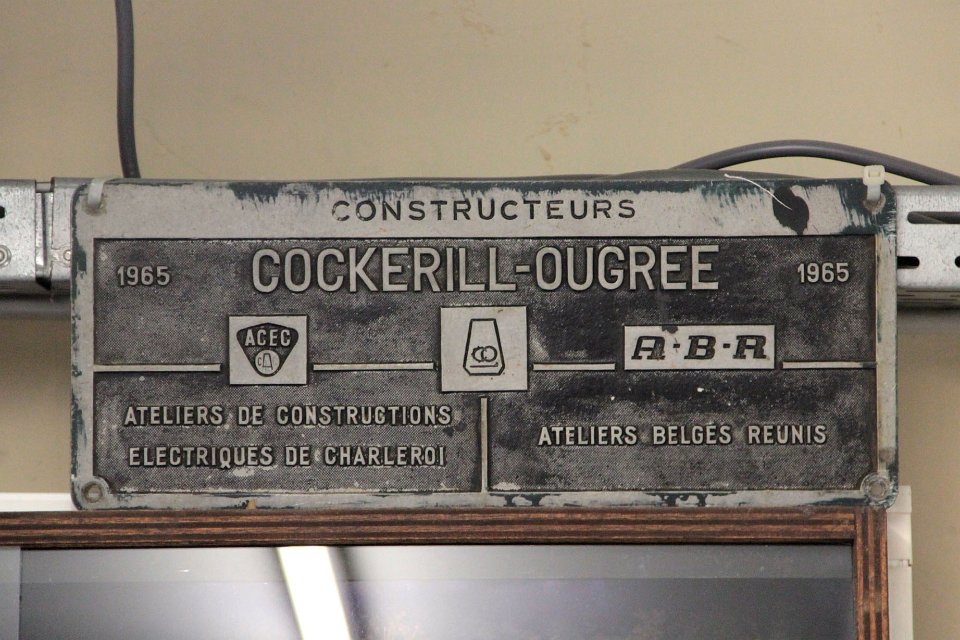 CONSTRUCTEURS
1965 COCKERILL-OUGREE 1965
ACEC
A·B·R
ATELIERS DE CONSTRUCTIONS
ELECTRIQUES DE CHARLEROI
ATELIERS BELGES REUNIS